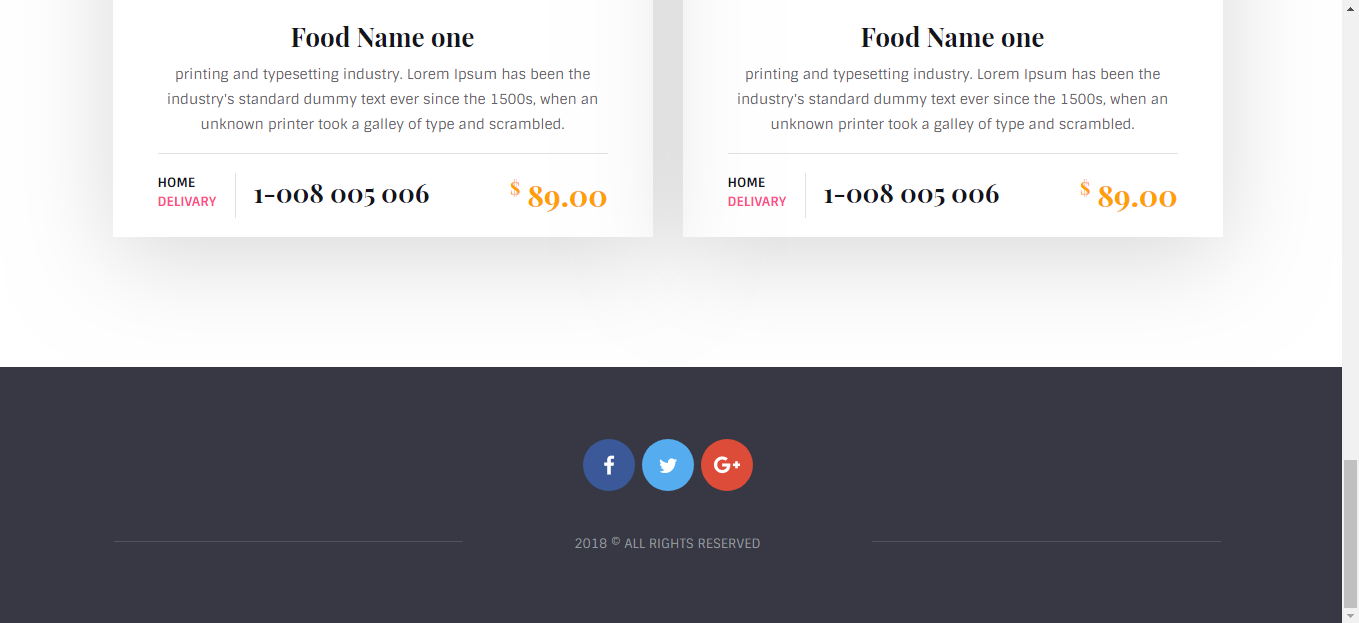 Food Name one
printing and typesetting industry. Lorem Ipsum has been the
industry's standard dummy text ever since the 1500s, when an
unknown printer took a galley of type and scrambled.
HOME
DELIVERY
1-008 005 006
$ 89.00
Food Name one
printing and typesetting industry. Lorem Ipsum has been the
industry's standard dummy text ever since the 1500s, when an
unknown printer took a galley of type and scrambled.
HOME
DELIVERY
1-008 005 006
$ 89.00
2018 © ALL RIGHTS RESERVED